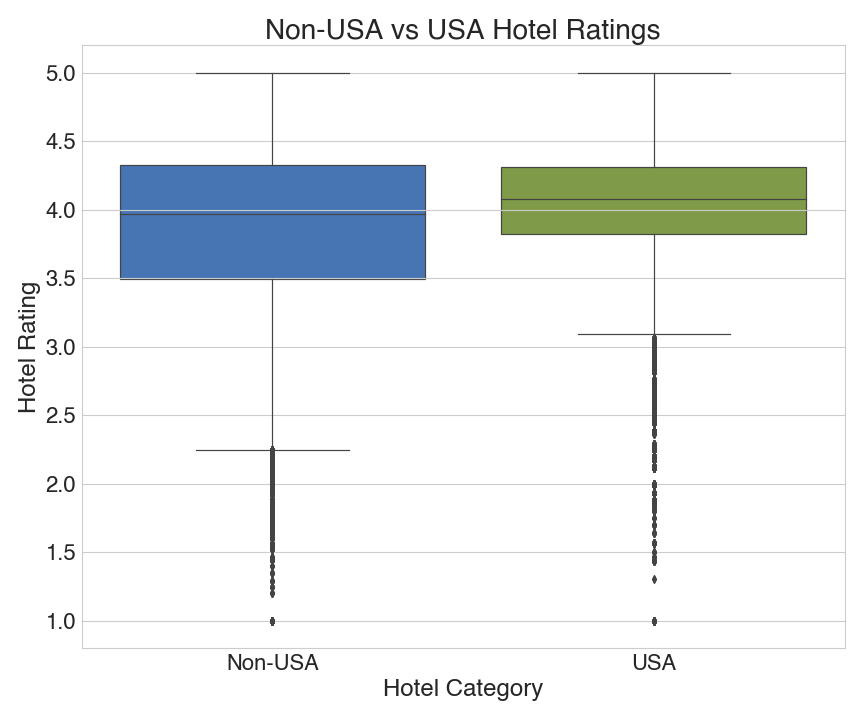 Non-USA vs USA Hotel Ratings
5.0
4.5
4.0
3.5
3.0
2.5
2.0
1.5
1.0
Hotel Rating
Non-USA
USA
Hotel Category